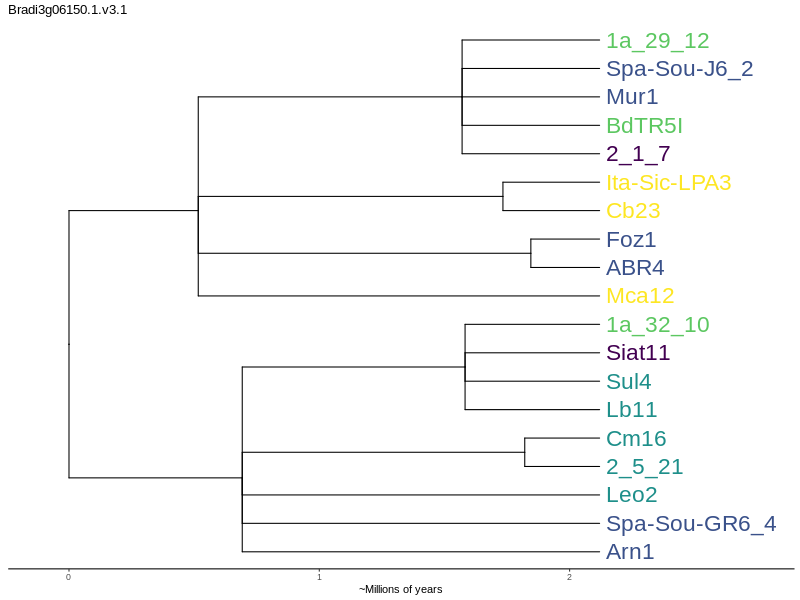 Bradi3g06150.1.v3.1
1a_29_12
Spa-Sou-J6_2
Mur1
BdTR5I
2_1_7
Ita-Sic-LPA3
Cb23
Foz1
ABR4
Mca12
1a_32_10
Siat11
Sul4
Lb11
Cm16
2_5_21
Leo2
Spa-Sou-GR6_4
Arn1
0 1 2
~Millions of years